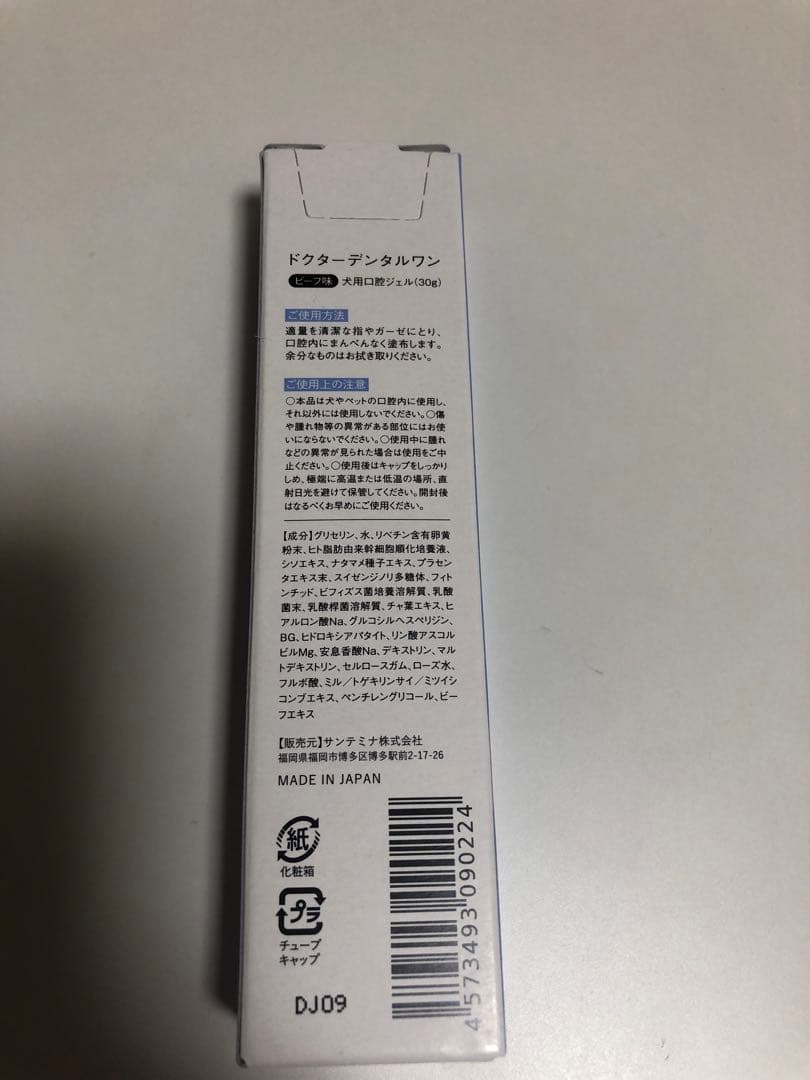 ドクターデンタルワン
ビーフ味 犬用口腔ジェル(30g)
ご使用方法
適量を清潔な指やガーゼにとり、
口腔内にまんべんなく塗布します。
余分なものはお拭き取りください。
ご使用上の注意
○本品は犬やペットの口腔内に使用し、
それ以外には使用しないでください。○傷
や腫れ物等の異常がある部位にはお使
いにならないでください。○使用中に腫れ
などの異常が見られた場合は使用をご中
止ください。○使用後はキャップをしっかり
しめ、極端に高温または低温の場所、直
射日光を避けて保管してください。開封後
はなるべくお早めにご使用ください。
【成分】グリセリン、水、リベチン含有卵黄
粉末、ヒト脂肪由来幹細胞順化培養液、
シソエキス、ナタマメ種子エキス、プラセン
タエキス末、スイゼンジノリ多糖体、フィト
ンチッド、ビフィズス菌培養溶解質、乳酸
菌末、乳酸桿菌溶解質、チャ葉エキス、ヒ
アルロン酸Na、グルコシルヘスペリジン、
BG、ヒドロキシアパタイト、リン酸アスコル
ビルMg、安息香酸Na、デキストリン、マル
トデキストリン、セルロースガム、ローズ水、
フルボ酸、ミル／トゲキリンサイ／ミツイシ
コンブエキス、ペンチレングリコール、ビー
フエキス
【販売元】サンテミナ株式会社
福岡県福岡市博多区博多駅前2-17-26
MADE IN JAPAN
紙
化粧箱
プラ
チューブ
キャップ
DJ09
4 573493 090224